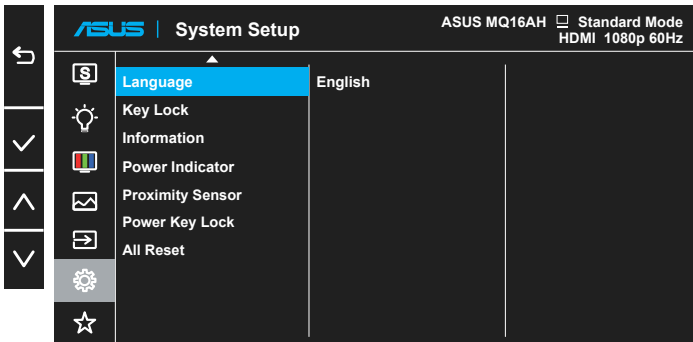 ASUS | System Setup
ASUS MQ16AH Standard Mode
HDMI 1080p 60Hz
S
Language English
Key Lock
Information
Power Indicator
Proximity Sensor
Power Key Lock
All Reset